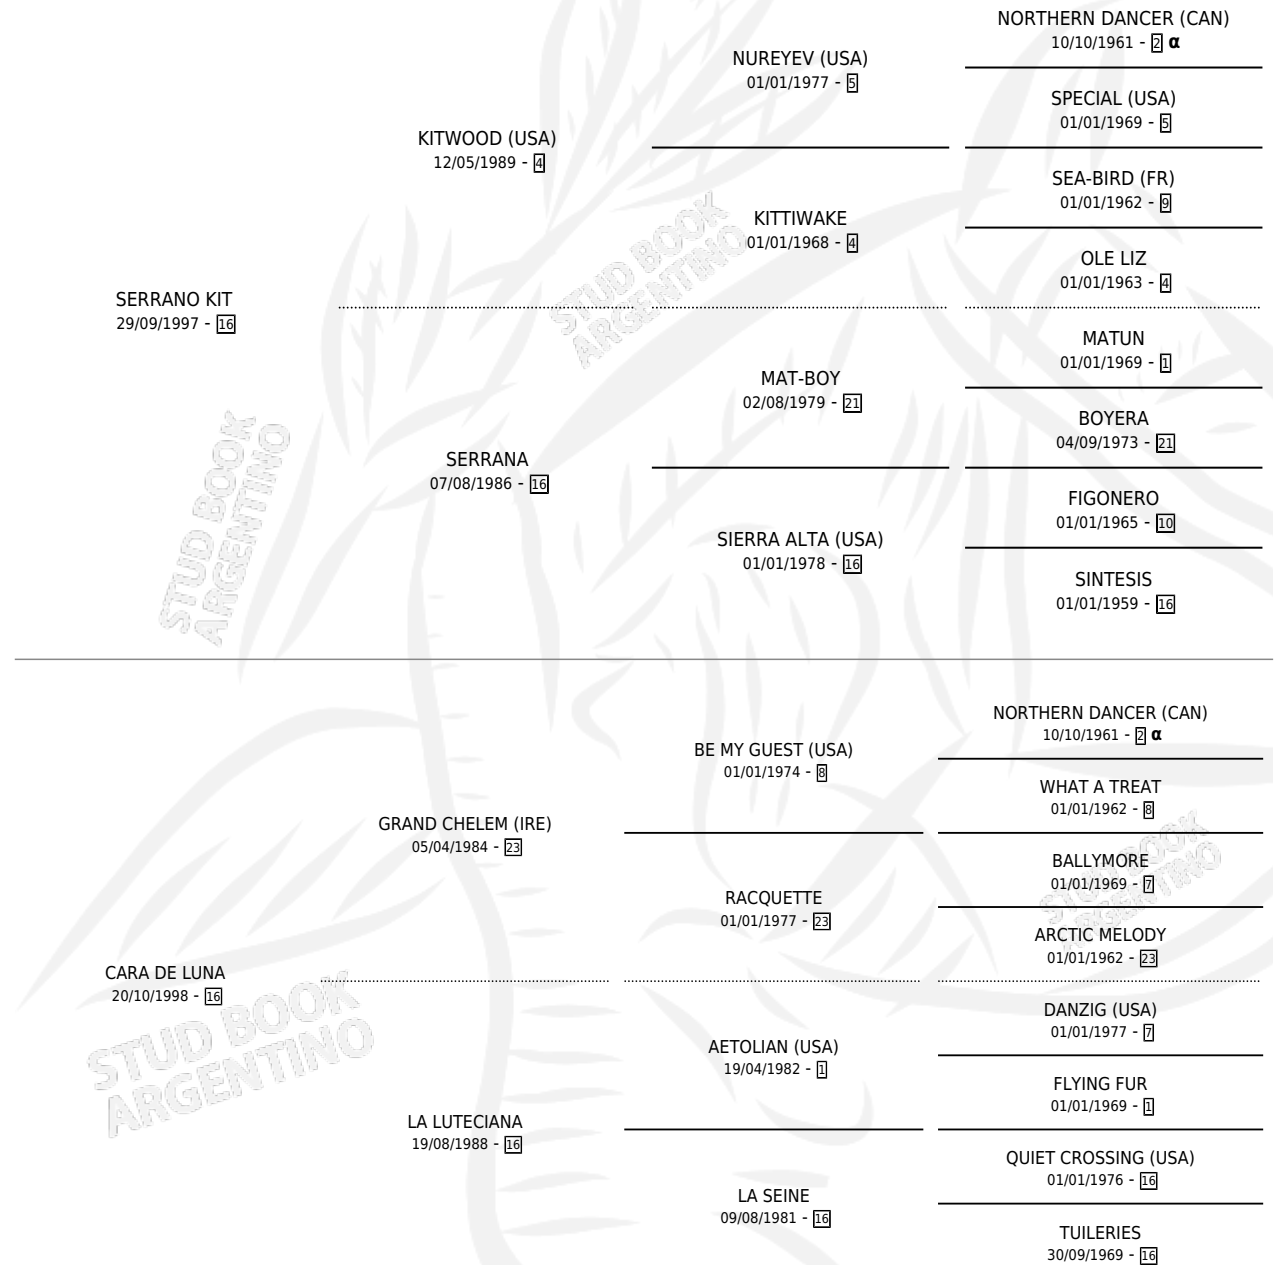 NORTHERN DANCER (CAN)
10/10/1961 - 2 α
NUREYEV (USA)
01/01/1977 - 5
SPECIAL (USA)
01/01/1969 - 5
KITWOOD (USA)
12/05/1989 - 4
SEA-BIRD (FR)
01/01/1962 - 9
KITTIWAKE
01/01/1968 - 4
OLE LIZ
01/01/1963 - 4
SERRANO KIT
29/09/1997 - 16
STUD BOOK
ARGENTINO
MATUN
01/01/1969 - 1
MAT-BOY
02/08/1979 - 21
BOYERA
04/09/1973 - 21
SERRANA
07/08/1986 - 16
FIGONERO
01/01/1965 - 10
SIERRA ALTA (USA)
01/01/1978 - 16
SINTESIS
01/01/1959 - 16
STUD BOOK
ARGENTINO
NORTHERN DANCER (CAN)
10/10/1961 - 2 α
BE MY GUEST (USA)
01/01/1974 - 8
WHAT A TREAT
01/01/1962 - 8
GRAND CHELEM (IRE)
05/04/1984 - 23
BALLYMORE
01/01/1969 - 7
RACQUETTE
01/01/1977 - 23
ARCTIC MELODY
01/01/1962 - 23
STUD BOOK
ARGENTINO
CARA DE LUNA
20/10/1998 - 16
STUD BOOK
ARGENTINO
DANZIG (USA)
01/01/1977 - 7
AETOLIAN (USA)
19/04/1982 - 1
FLYING FUR
01/01/1969 - 1
LA LUTECIANA
19/08/1988 - 16
QUIET CROSSING (USA)
01/01/1976 - 16
LA SEINE
09/08/1981 - 16
TUILERIES
30/09/1969 - 16